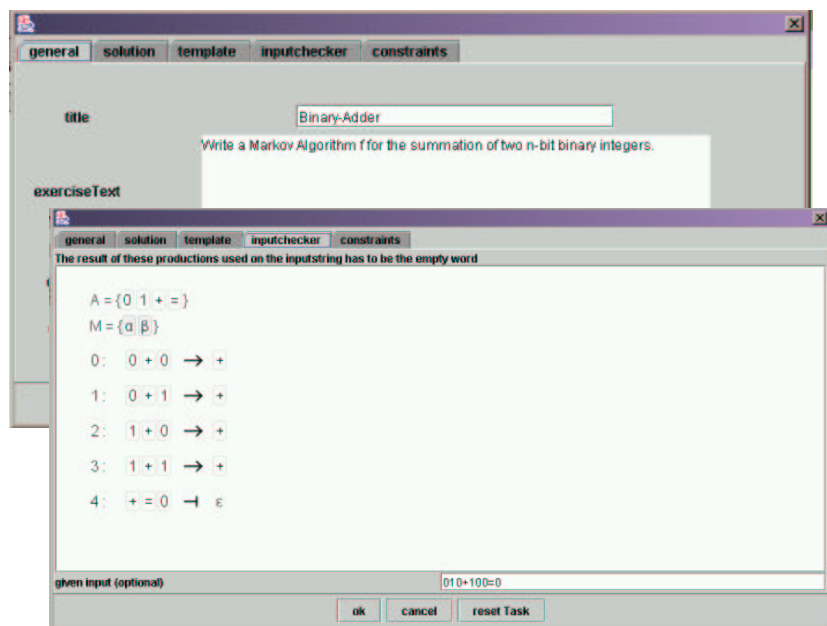 general solution template inputchecker constraints
title Binary-Adder
Write a Markov Algorithm f for the summation of two n-bit binary integers.
exerciseText
general solution template inputchecker constraints
The result of these productions used on the inputstring has to be the empty word
A = {0 1 + = }
M = {α β}
0: 0 + 0 → +
1: 0 + 1 → +
2: 1 + 0 → +
3: 1 + 1 → +
4: + = 0 ⊣ ε
given input (optional) 010+100=0
ok cancel reset Task